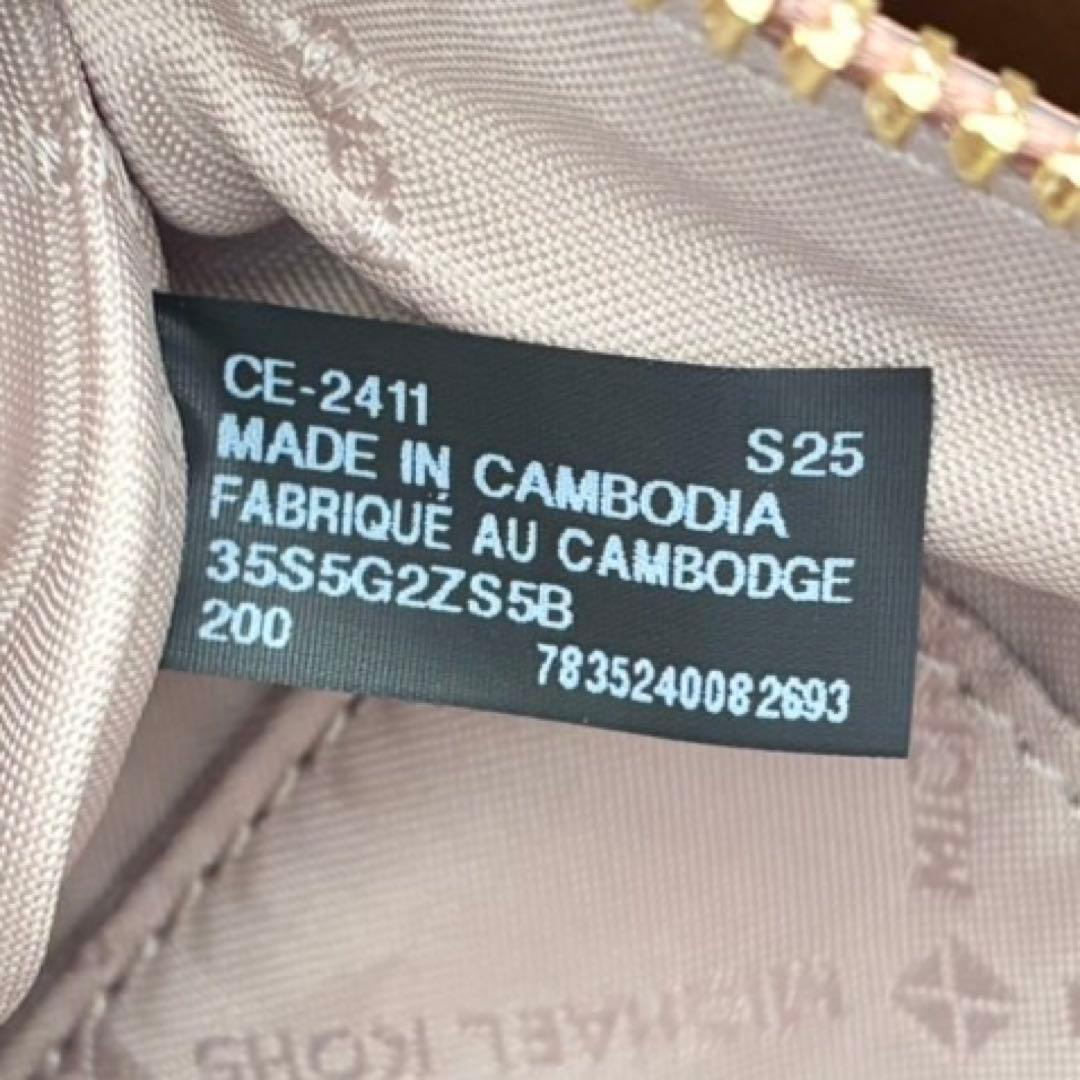 CE-2411
S25
MADE IN CAMBODIA
FABRIQUÉ AU CAMBODGE
35S5G2ZS5B
200
7835240082693
MICHAEL KORS